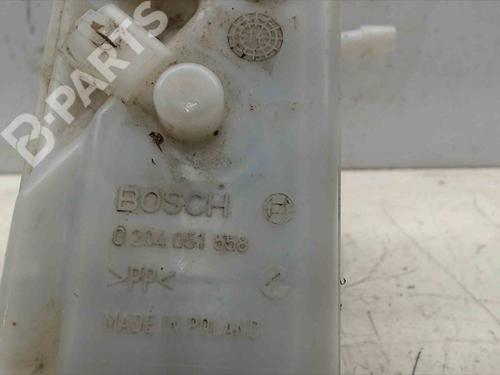 B-PARTS
BOSCH
0 204 051 558
>PP<
MADE IN POLAND